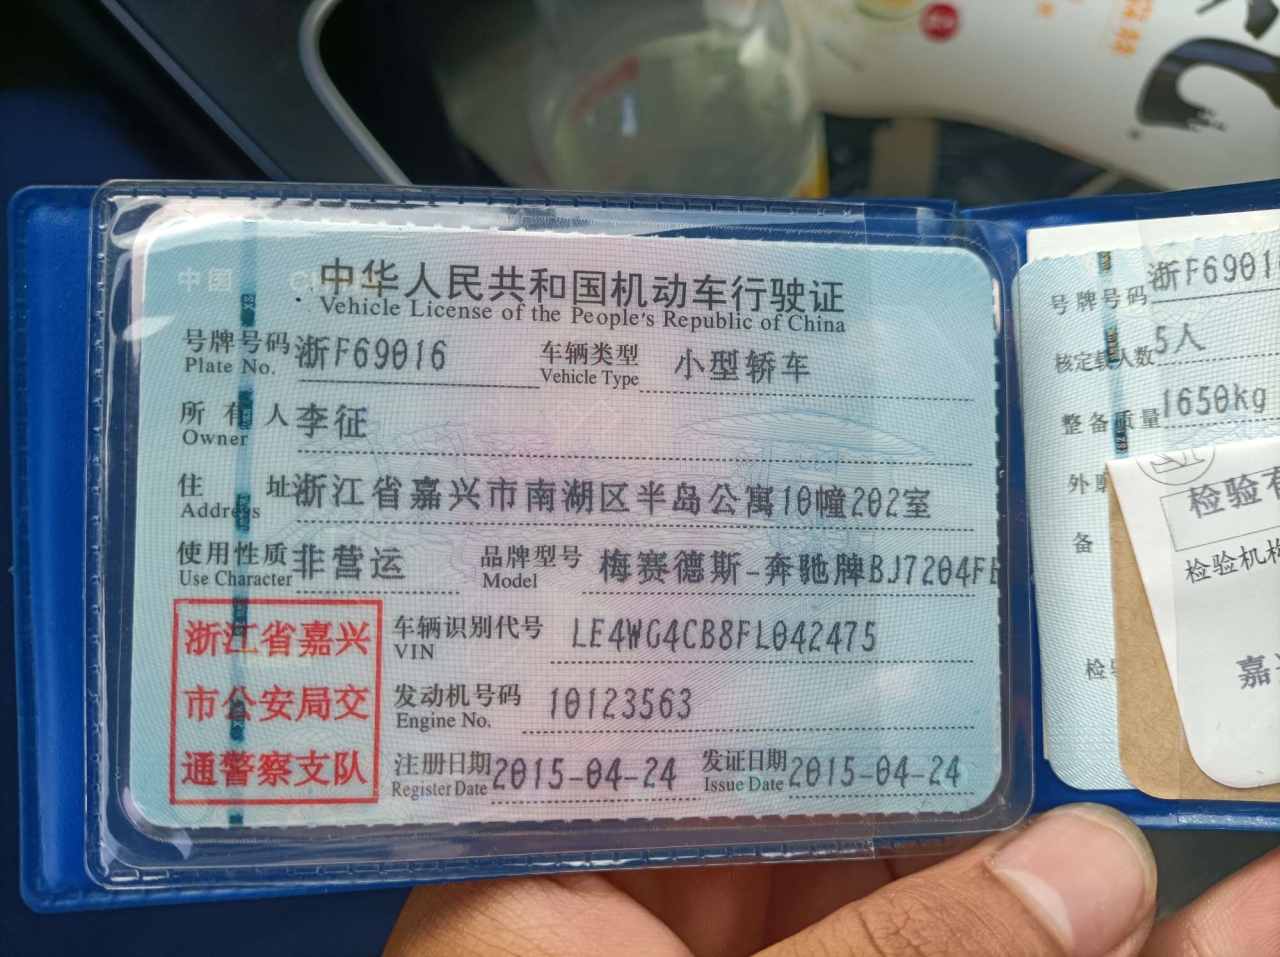 中国 CHINA
中华人民共和国机动车行驶证
Vehicle License of the People's Republic of China
号牌号码 浙F69016 车辆类型 小型轿车
Plate No. Vehicle Type
所有人 李征
Owner
住址 浙江省嘉兴市南湖区半岛公寓10幢202室
Address
使用性质 非营运 品牌型号 梅赛德斯-奔驰牌BJ7204FE
Use Character Model
浙江省嘉兴
市公安局交
通警察支队
车辆识别代号 LE4WG4CB8FL042475
VIN
发动机号码 10123563
Engine No.
注册日期 2015-04-24 发证日期 2015-04-24
Register Date Issue Date
号牌号码 浙F6901
核定载人数 5人
整备质量 1650kg
外
备
检
检验有
检验机构
嘉